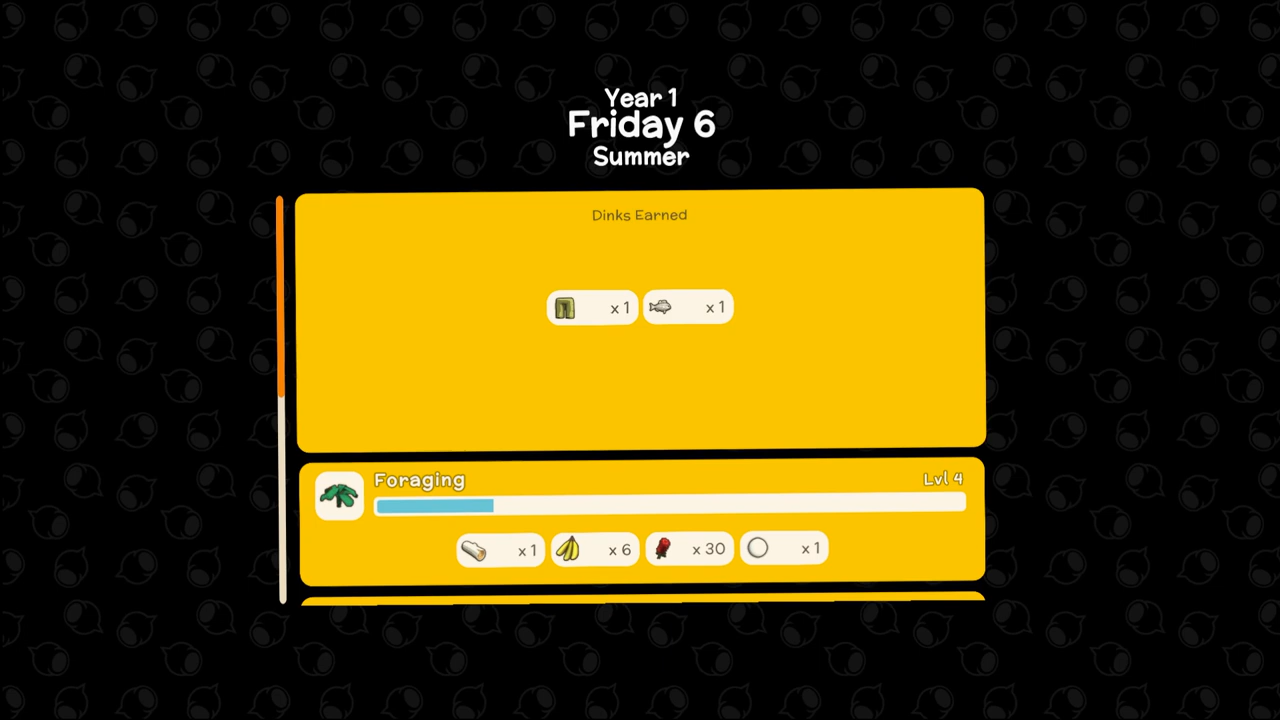 Year 1
Friday 6
Summer
Dinks Earned
x 1 x 1
Foraging Lvl 4
x 1 x 6 x 30 x 1